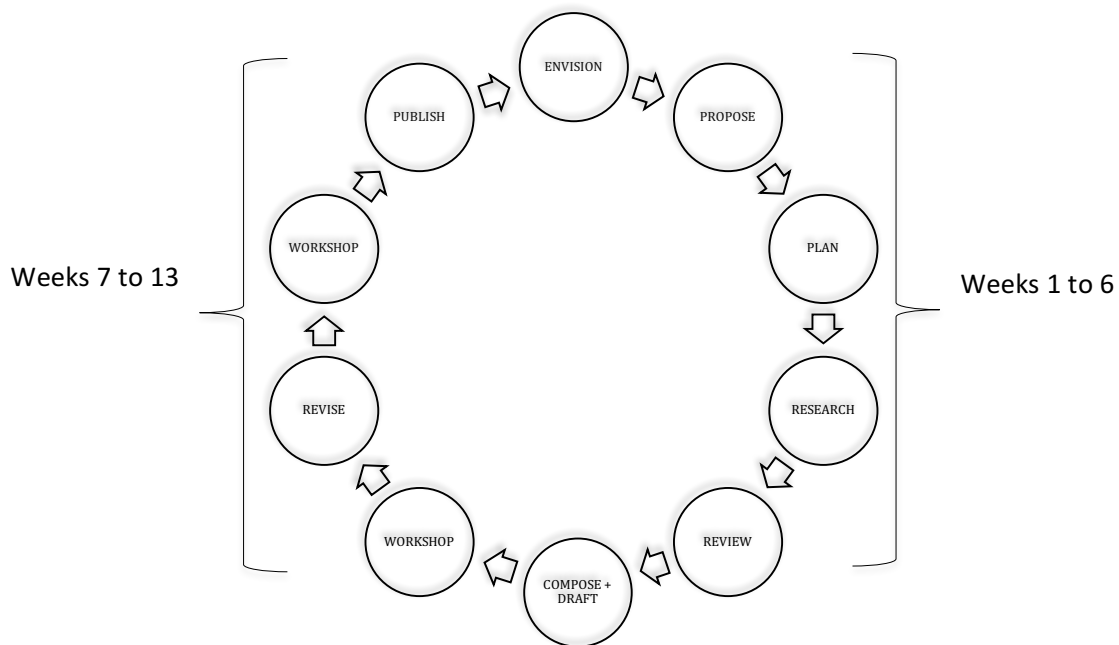 ENVISION
PROPOSE
PLAN
RESEARCH
REVIEW
COMPOSE +
DRAFT
WORKSHOP
REVISE
WORKSHOP
PUBLISH
Weeks 1 to 6
Weeks 7 to 13